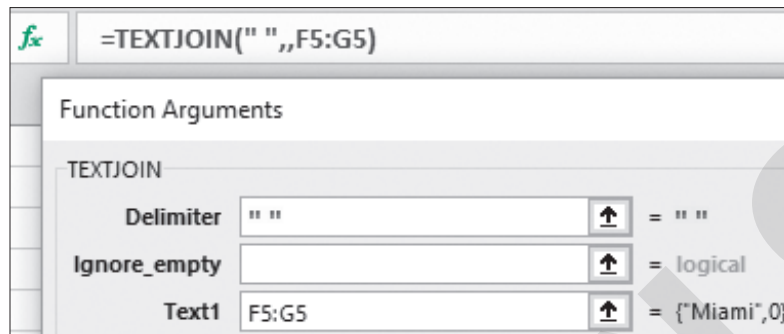 fx =TEXTJOIN(" ",,F5:G5)
Function Arguments
TEXTJOIN
Delimiter " " = " "
Ignore_empty = logical
Text1 F5:G5 = {"Miami",0}